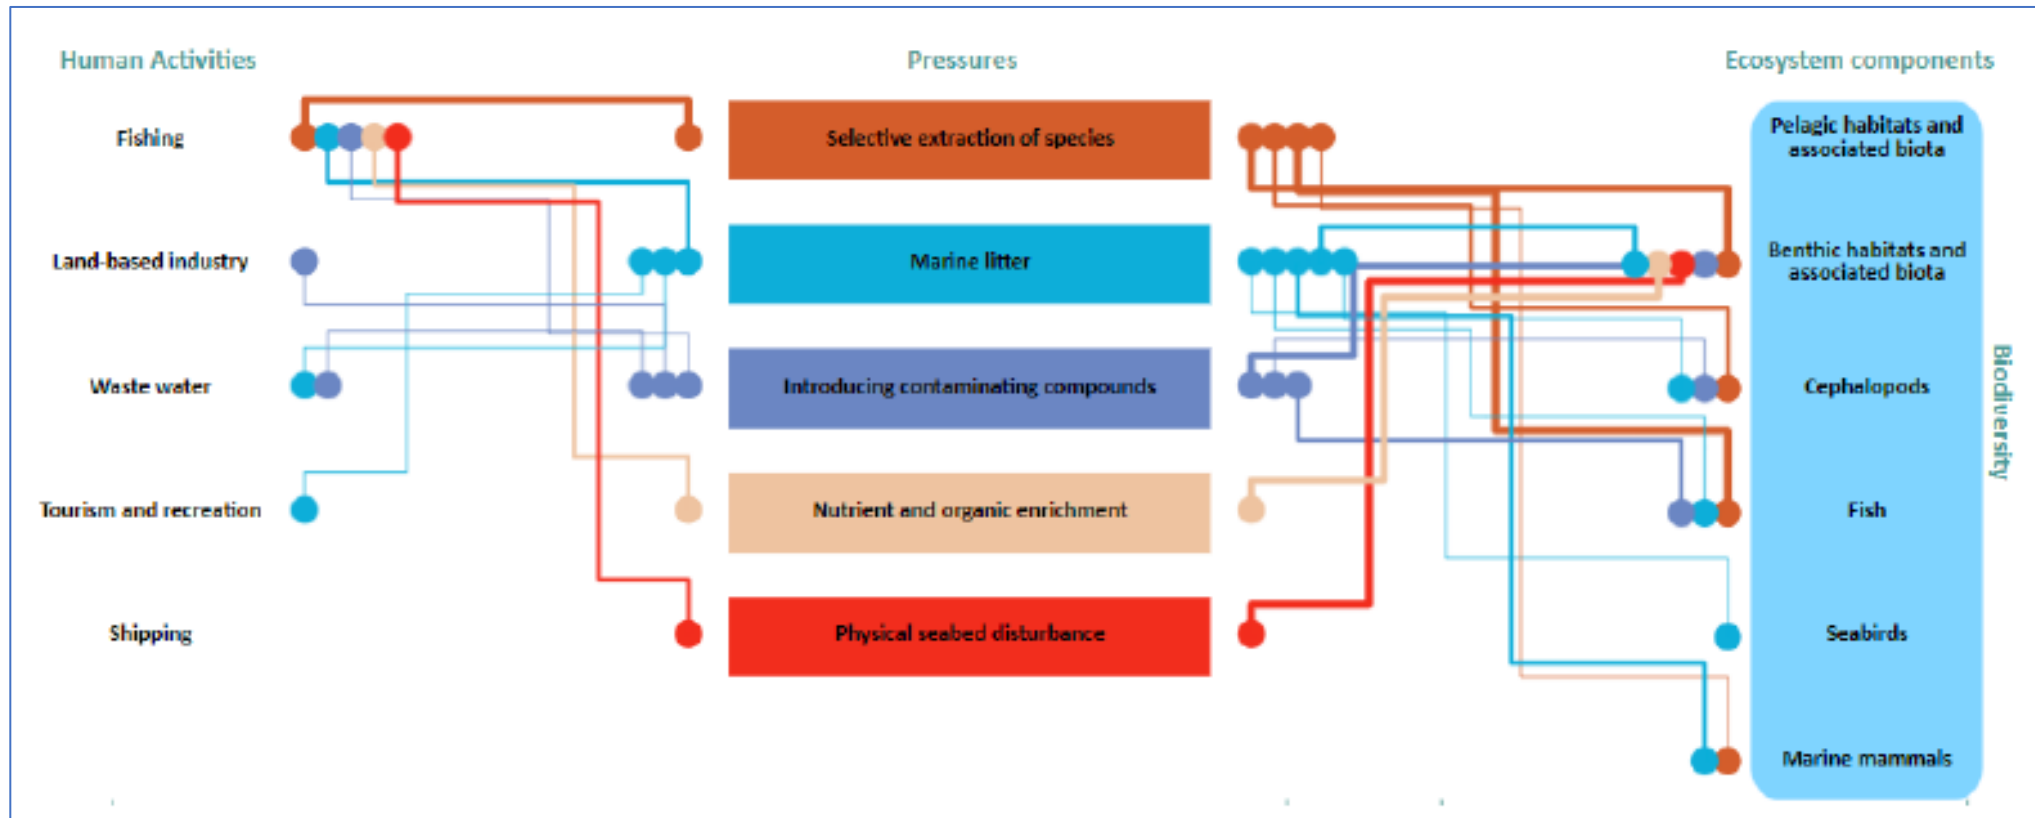 Human Activities
Pressures
Ecosystem components
Fishing
Selective extraction of species
Pelagic habitats and
associated biota
Land-based industry
Marine litter
Benthic habitats and
associated biota
Waste water
Introducing contaminating compounds
Cephalopods
Biodiversity
Tourism and recreation
Nutrient and organic enrichment
Fish
Shipping
Physical seabed disturbance
Seabirds
Marine mammals